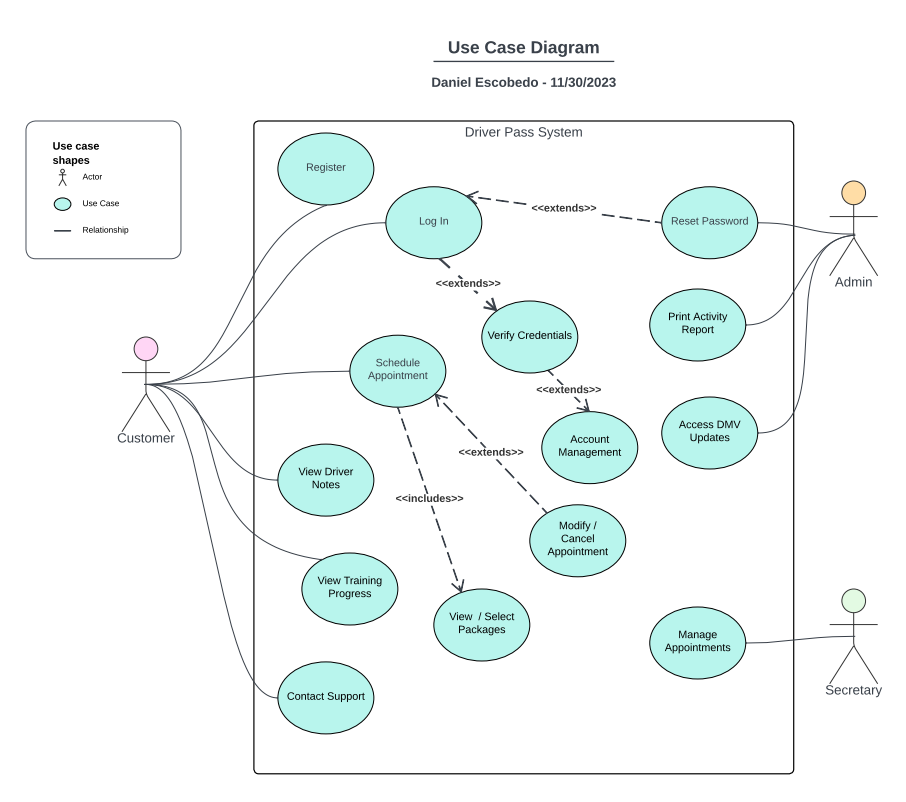 Use Case Diagram
Daniel Escobedo - 11/30/2023
Use case
shapes
Actor
Use Case
Relationship
Driver Pass System
Register
Log In
<<extends>>
Reset Password
Admin
<<extends>>
Verify Credentials
Print Activity
Report
Customer
Schedule
Appointment
<<extends>>
Account
Management
Access DMV
Updates
<<extends>>
View Driver
Notes
<<includes>>
Modify /
Cancel
Appointment
View Training
Progress
View  / Select
Packages
Manage
Appointments
Secretary
Contact Support